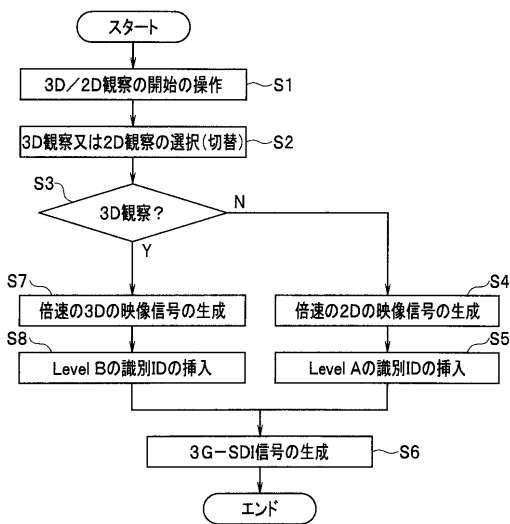 スタート
3D/2D観察の開始の操作
S1
3D観察又は2D観察の選択(切替)
S2
S3
3D観察?
N
Y
S7
倍速の3Dの映像信号の生成
S4
倍速の2Dの映像信号の生成
S8
Level Bの識別IDの挿入
S5
Level Aの識別IDの挿入
3G-SDI信号の生成
S6
エンド